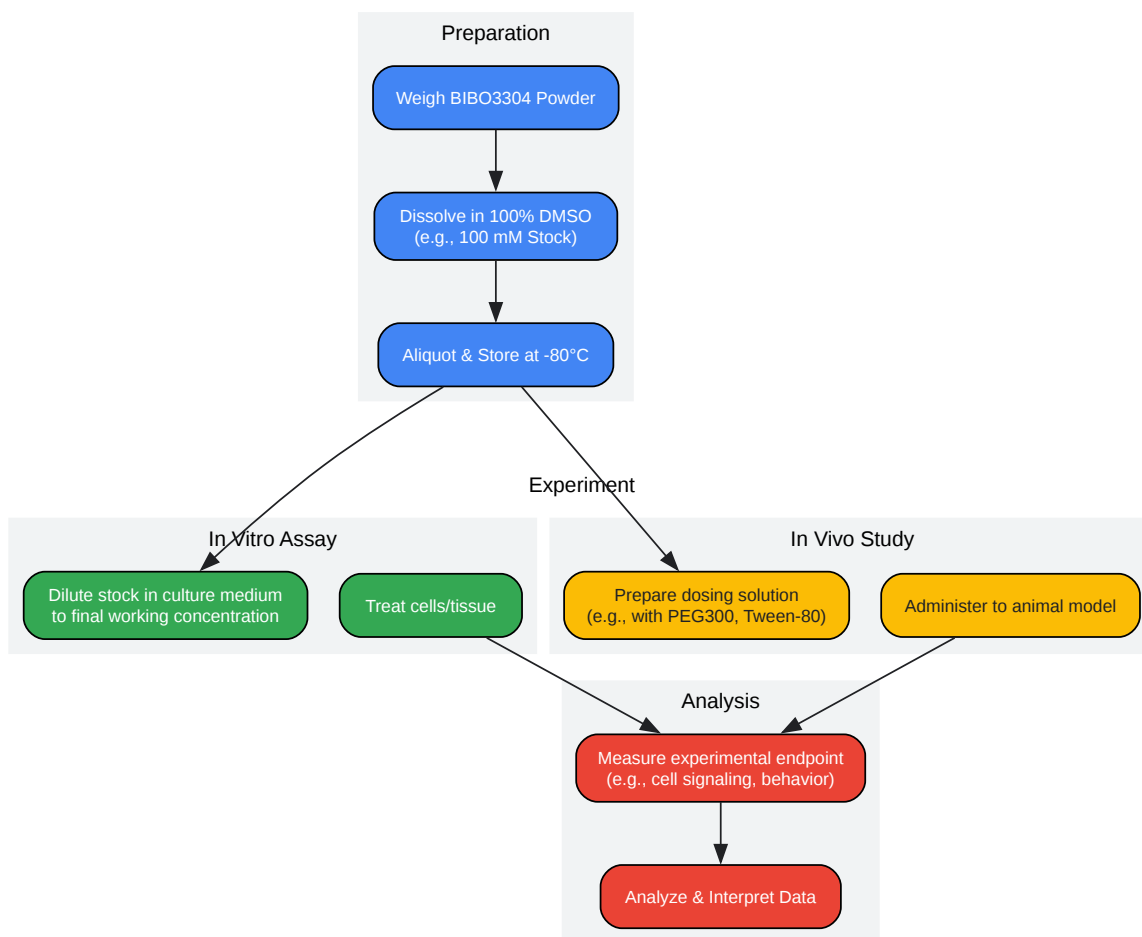 Preparation
Weigh BIBO3304 Powder
Dissolve in 100% DMSO
(e.g., 100 mM Stock)
Aliquot & Store at -80°C
Experiment
In Vitro Assay
Dilute stock in culture medium
to final working concentration
Treat cells/tissue
In Vivo Study
Prepare dosing solution
(e.g., with PEG300, Tween-80)
Administer to animal model
Analysis
Measure experimental endpoint
(e.g., cell signaling, behavior)
Analyze & Interpret Data